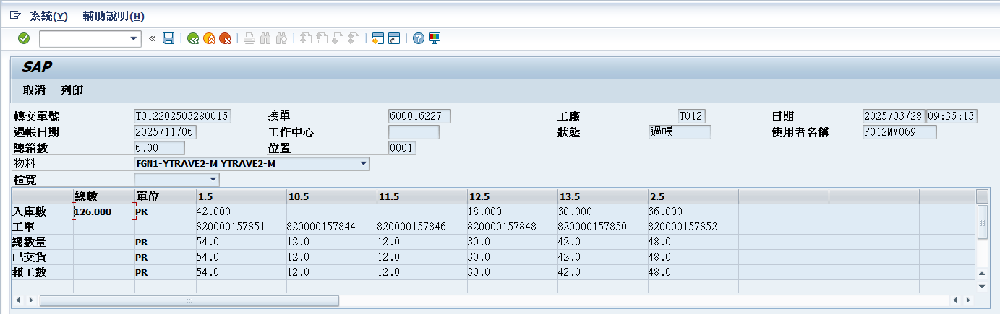 系統(Y) 輔助說明(H)
SAP
取消 列印
轉交單號 T012202503280016 接單 600016227 工廠 T012 日期 2025/03/28 09:36:13
過帳日期 2025/11/06 工作中心 狀態 過帳 使用者名稱 F012MM069
總箱數 6.00 位置 0001
物料 FGN1-YTRAVE2-M YTRAVE2-M
楦寬
總數 單位 1.5 10.5 11.5 12.5 13.5 2.5
入庫數 126.000 PR 42.000 18.000 30.000 36.000
工單 820000157851 820000157844 820000157846 820000157848 820000157850 820000157852
總數量 PR 54.0 12.0 12.0 30.0 42.0 48.0
已交貨 PR 54.0 12.0 12.0 30.0 42.0 48.0
報工數 PR 54.0 12.0 12.0 30.0 42.0 48.0